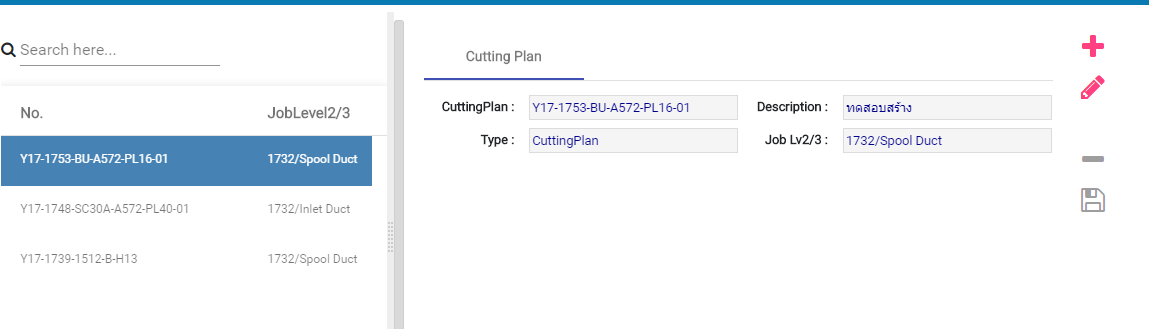 Search here...
No. JobLevel2/3
Y17-1753-BU-A572-PL16-01 1732/Spool Duct
Y17-1748-SC30A-A572-PL40-01 1732/Inlet Duct
Y17-1739-1512-B-H13 1732/Spool Duct
Cutting Plan
CuttingPlan : Y17-1753-BU-A572-PL16-01 Description : ทดสอบสร้าง
Type : CuttingPlan Job Lv2/3 : 1732/Spool Duct